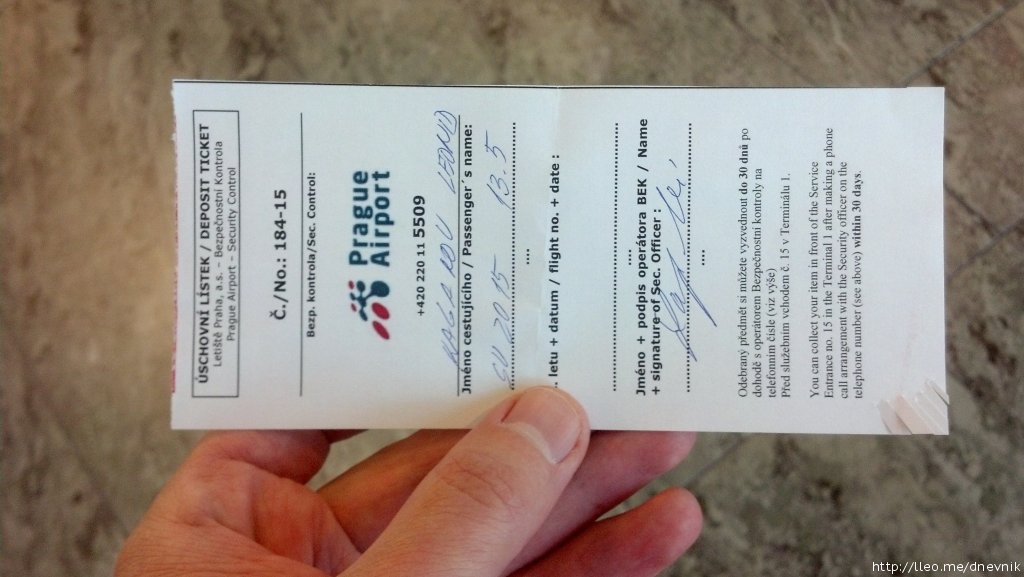 ÚSCHOVNÍ LÍSTEK / DEPOSIT TICKET
Letiště Praha, a.s. – Bezpečnostní Kontrola
Prague Airport – Security Control
Č./No.: 184-15
Bezp. kontrola/Sec. Control:
Prague
Airport
+420 220 111 5509
LEONID
Jméno cestujícího / Passenger´s name:
2015 13.5
letu + datum / flight no. + date :
Jméno + podpis operátora BEK / Name
+ signature of Sec. Officer :
Odebraný předmět si můžete vyzvednout do 30 dnů po
dohodě s operátorem Bezpečnostní kontroly na
telefonním čísle (viz výše)
Před služebním vchodem č. 15 v Terminálu 1.
You can collect your item in front of the Service
Entrance no. 15 in the Terminal 1 after making a phone
call arrangement with the Security officer on the
telephone number (see above) within 30 days.
http://lleo.me/dnevnik